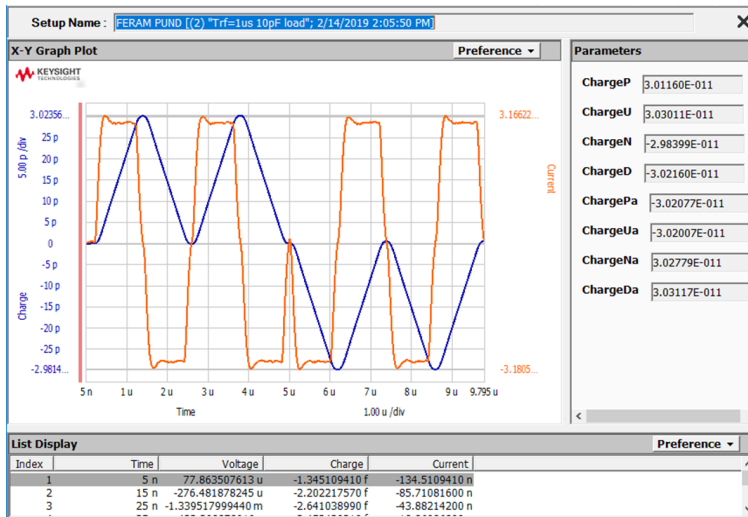 Setup Name : FERAM PUND [(2) "Trf=1us 10pF load"; 2/14/2019 2:05:50 PM]
X-Y Graph Plot
Preference
KEYSIGHT
TECHNOLOGIES
3.02356...
25 p
20 p
15 p
10 p
5 p
0
-5 p
-10 p
-15 p
-20 p
-25 p
-2.9814...
5.00 p /div
Charge
3.16622...
-3.1805...
Current
5 n 1 u 2 u 3 u 4 u 5 u 6 u 7 u 8 u 9 u 9.795 u
Time 1.00 u /div
Parameters
ChargeP 3.01160E-011
ChargeU 3.03011E-011
ChargeN -2.98399E-011
ChargeD -3.02160E-011
ChargePa -3.02077E-011
ChargeUa -3.02007E-011
ChargeNa 3.02779E-011
ChargeDa 3.03117E-011
List Display
Preference
Index Time Voltage Charge Current
1 5 n 77.863507613 u -1.345109410 f -134.5109410 n
2 15 n -276.481878245 u -2.202217570 f -85.71081600 n
3 25 n -1.339517999440 m -2.641038990 f -43.88214200 n